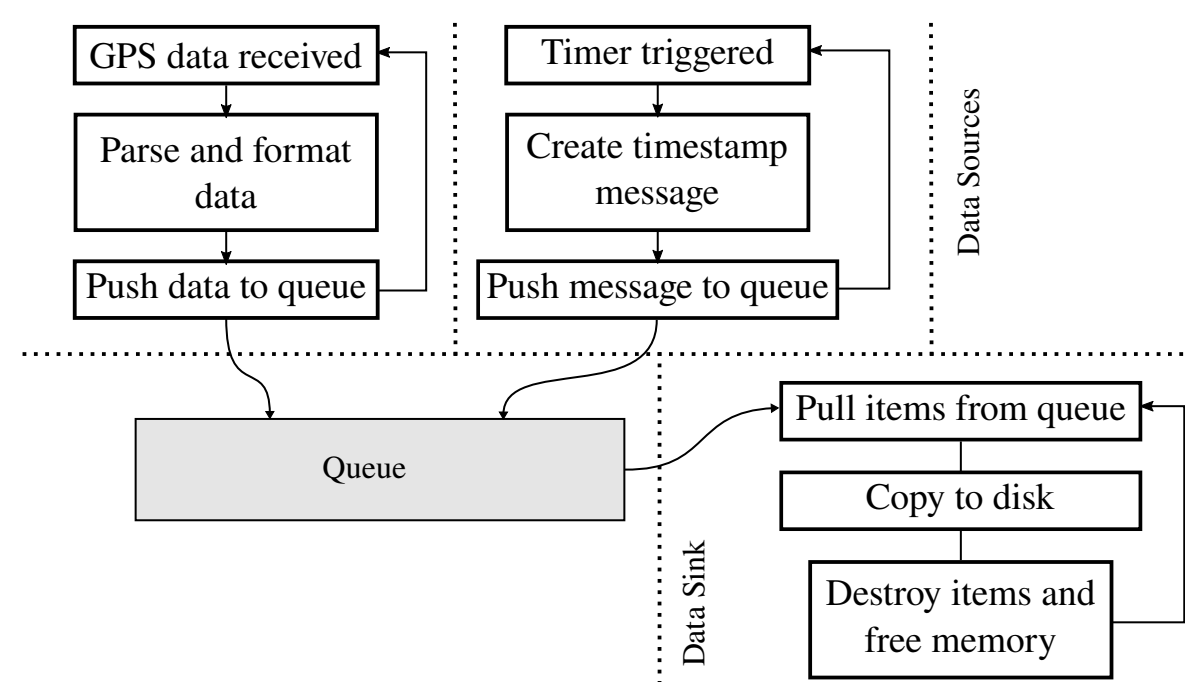 GPS data received
Parse and format
data
Push data to queue
Timer triggered
Create timestamp
message
Push message to queue
Data Sources
Queue
Data Sink
Pull items from queue
Copy to disk
Destroy items and
free memory